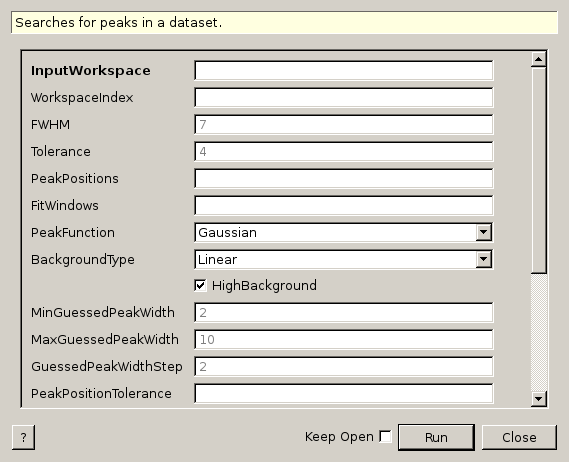 Searches for peaks in a dataset.
InputWorkspace
WorkspaceIndex
FWHM 7
Tolerance 4
PeakPositions
FitWindows
PeakFunction Gaussian
BackgroundType Linear
HighBackground
MinGuessedPeakWidth 2
MaxGuessedPeakWidth 10
GuessedPeakWidthStep 2
PeakPositionTolerance
? Keep Open Run Close